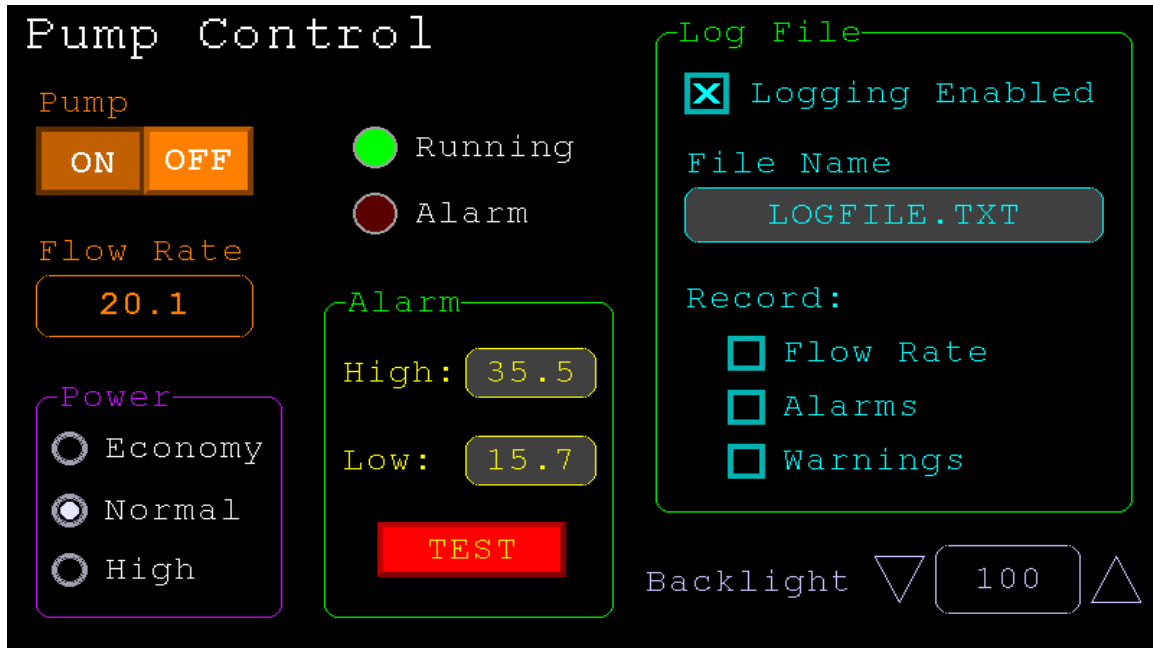 Pump Control
Pump
ON OFF
Running
Alarm
Flow Rate
20.1
Power
Economy
Normal
High
Alarm
High: 35.5
Low: 15.7
TEST
Log File
Logging Enabled
File Name
LOGFILE.TXT
Record:
Flow Rate
Alarms
Warnings
Backlight 100